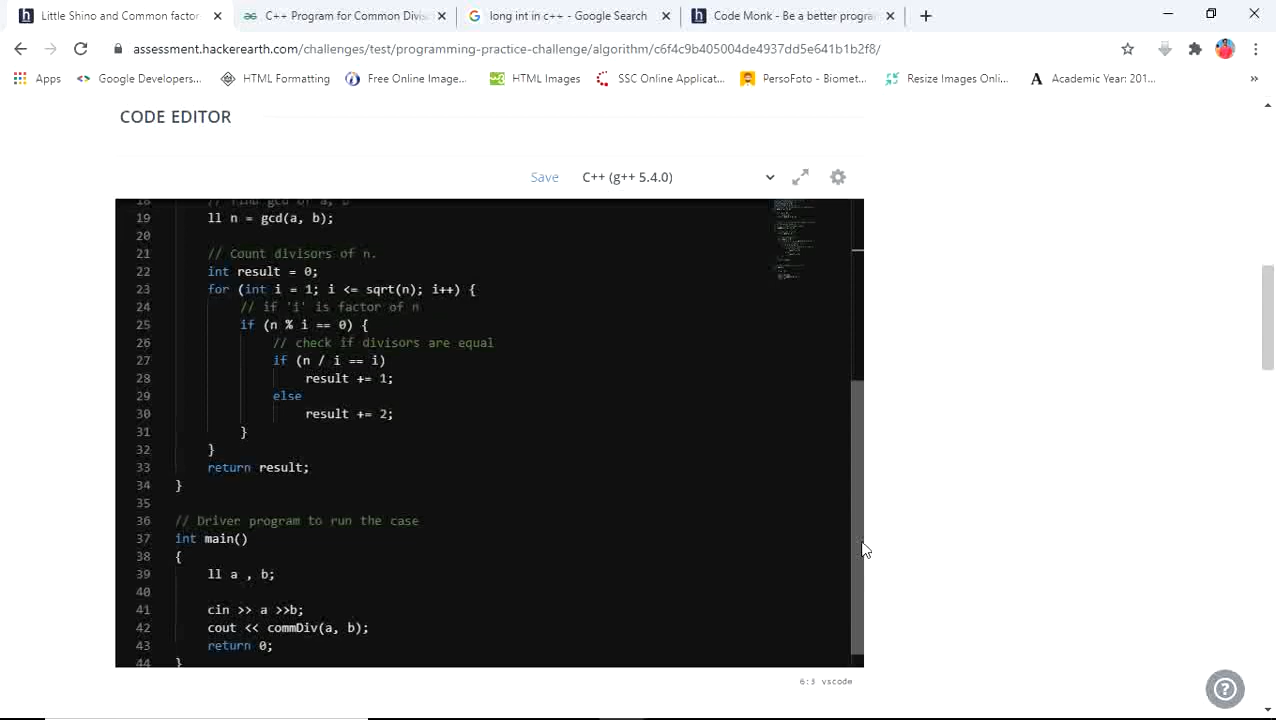 Little Shino and Common factor
C++ Program for Common Divis
long int in c++ - Google Search
Code Monk - Be a better program
assessment.hackerearth.com/challenges/test/programming-practice-challenge/algorithm/c6f4c9b405004de4937dd5e641b1b2f8/
Apps
Google Developers...
HTML Formatting
Free Online Image...
HTML Images
SSC Online Applicat...
PersoFoto - Biomet...
Resize Images Onli...
Academic Year: 201...
CODE EDITOR
Save C++ (g++ 5.4.0)
18 // Find gcd of a, b
19 ll n = gcd(a, b);
20
21 // Count divisors of n.
22 int result = 0;
23 for (int i = 1; i <= sqrt(n); i++) {
24 // if 'i' is factor of n
25 if (n % i == 0) {
26 // check if divisors are equal
27 if (n / i == i)
28 result += 1;
29 else
30 result += 2;
31 }
32 }
33 return result;
34 }
35
36 // Driver program to run the case
37 int main()
38 {
39 ll a , b;
40
41 cin >> a >>b;
42 cout << commDiv(a, b);
43 return 0;
44 }
6:3 vscode